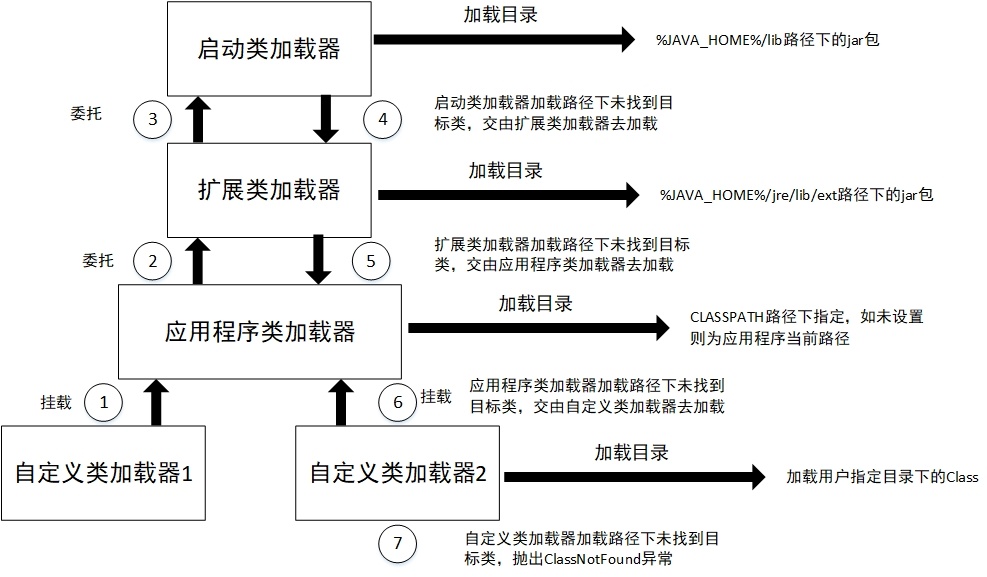 启动类加载器
加载目录
%JAVA_HOME%/lib路径下的jar包
委托
3
4
启动类加载器加载路径下未找到目
标类，交由扩展类加载器去加载
扩展类加载器
加载目录
%JAVA_HOME%/jre/lib/ext路径下的jar包
委托
2
5
扩展类加载器加载路径下未找到目标
类，交由应用程序类加载器去加载
应用程序类加载器
加载目录
CLASSPATH路径下指定，如未设置
则为应用程序当前路径
挂载
1
6
挂载
应用程序类加载器加载路径下未找到
目标类，交由自定义类加载器去加载
自定义类加载器1
自定义类加载器2
加载目录
加载用户指定目录下的Class
7
自定义类加载器加载路径下未找到目
标类，抛出ClassNotFound异常